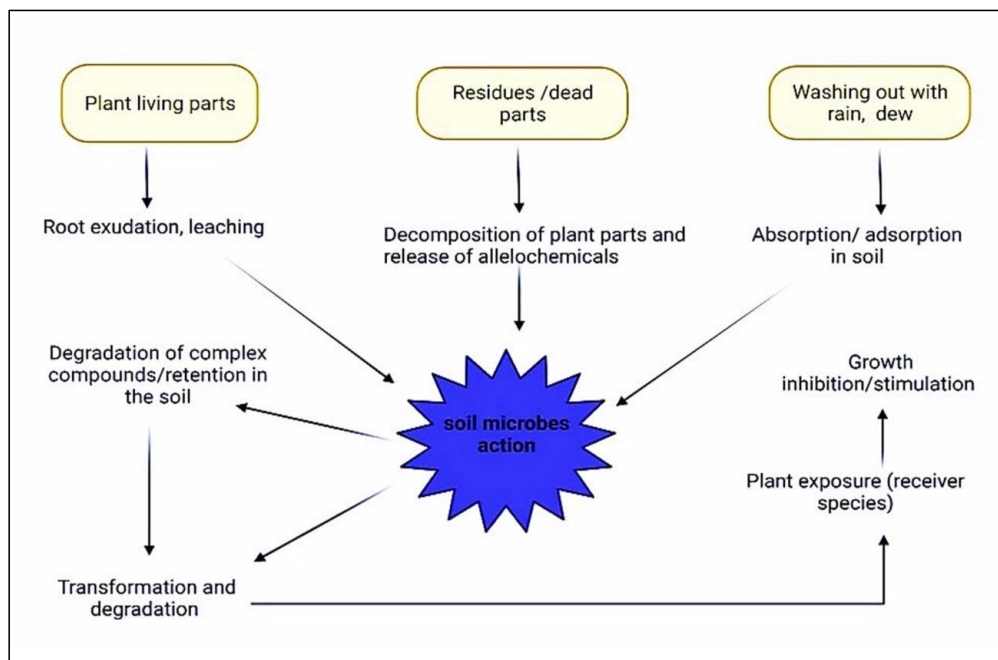 Plant living parts
Residues /dead
parts
Washing out with
rain, dew
Root exudation, leaching
Decomposition of plant parts and
release of allelochemicals
Absorption/ adsorption
in soil
Degradation of complex
compounds/retention in
the soil
soil microbes
action
Growth
inhibition/stimulation
Plant exposure (receiver
species)
Transformation and
degradation